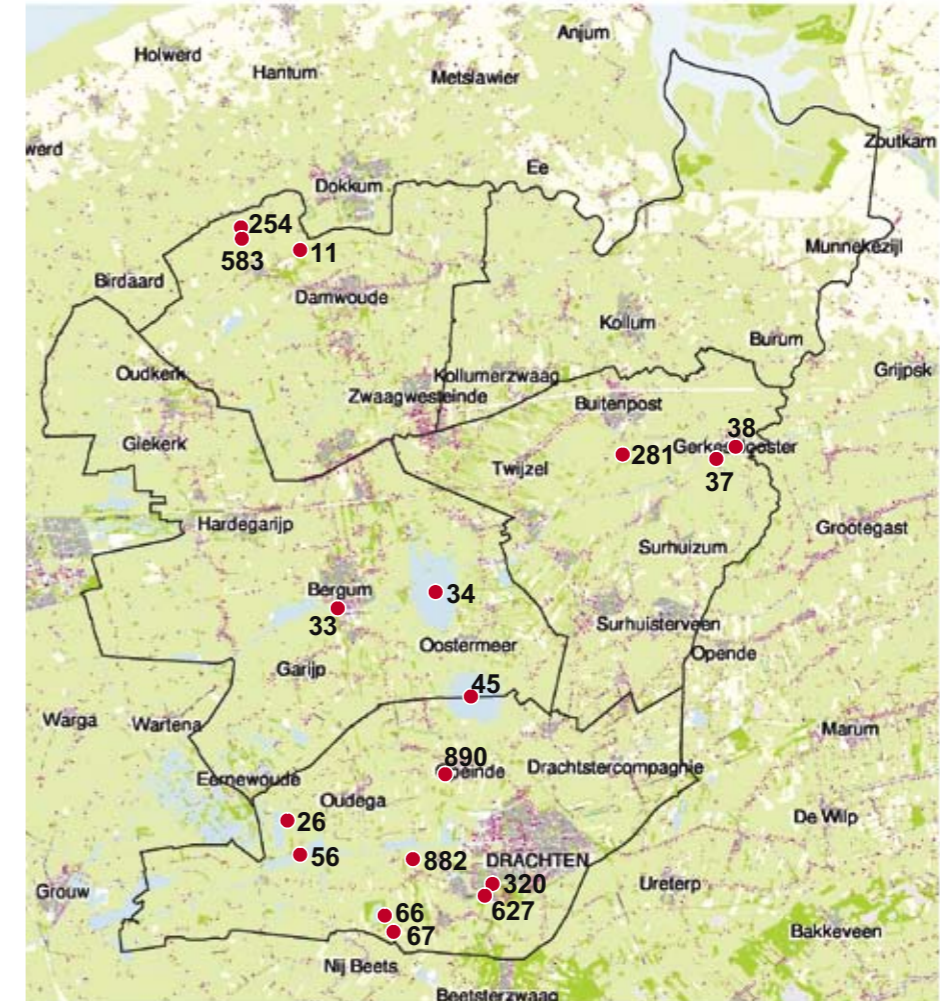 Anjum
Holwerd
Hantum
Metslawier
Zoutkam
werd
Ee
Dokkum
254
583
11
Munnekezijl
Birdaard
Damwoude
Kollum
Burum
Oudkerk
Kollumerzwaag
Grijpsk
Zwaagwesteinde
Buitenpost
38
Giekerk
281
Twijzel
37
Hardegarijp
Grootegast
Surhuizum
Bergum
34
33
Surhuisterveen
Oostermeer
Opende
Garijp
45
Warga
Wartena
Marum
890
Drachtstercompagnie
Eernewoude
Oudega
26
De Wilp
56
882
DRACHTEN
Grouw
320
Ureterp
627
66
67
Bakkeveen
Nij Beets
Beetsterzwaag